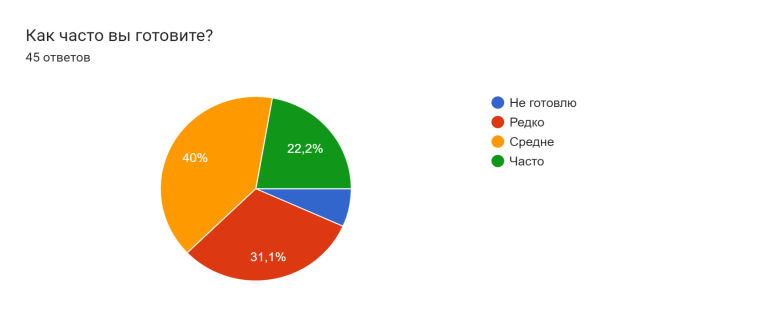 Как часто вы готовите?
45 ответов
Не готовлю
Редко
Средне
Часто
22,2%
40%
31,1%